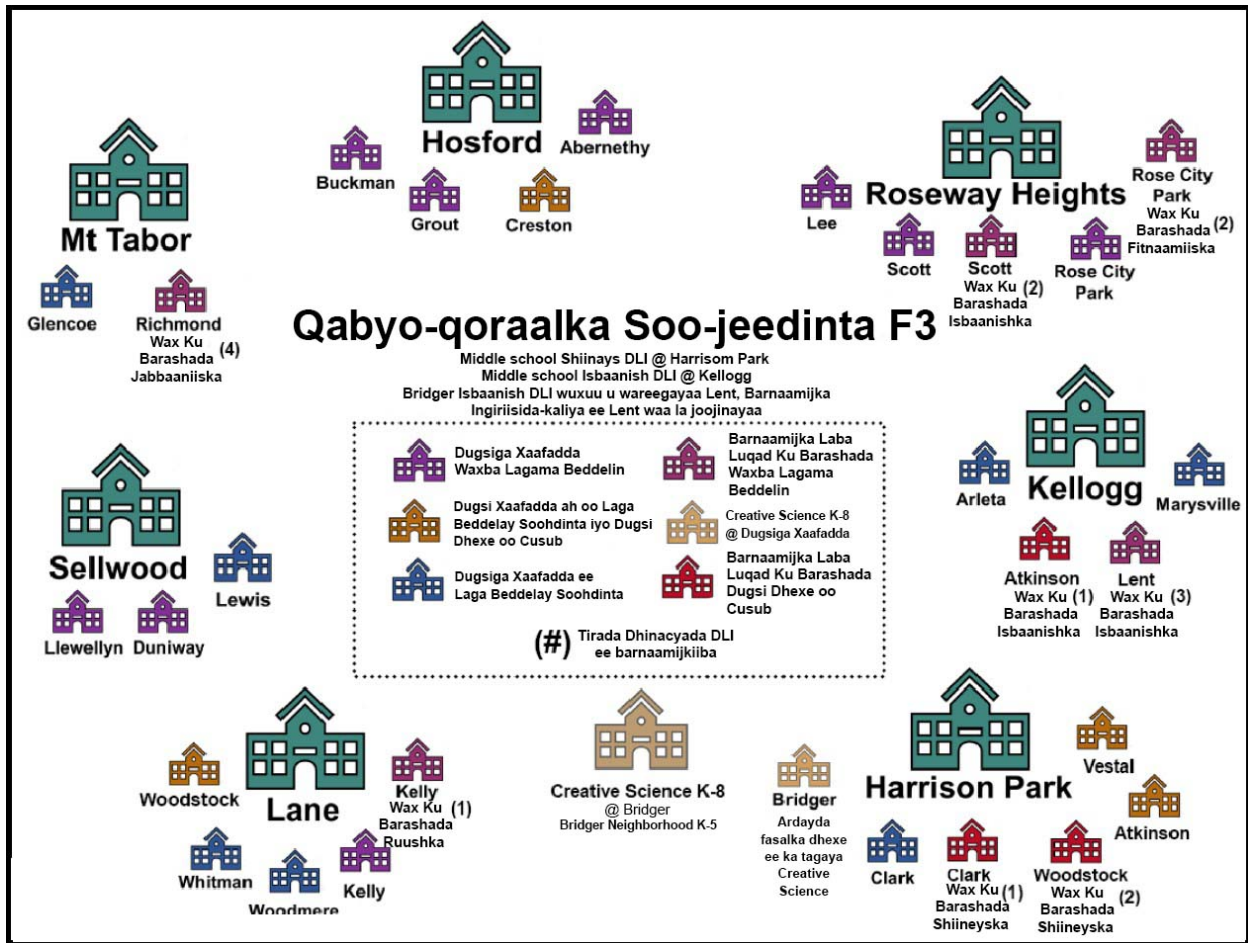 Hosford
Buckman
Abernethy
Grout
Creston
Mt Tabor
Glencoe
Richmond
Wax Ku
Barashada (4)
Jabbaaniiska
Roseway Heights
Lee
Scott
Scott
Wax Ku
Barashada (2)
Isbaanishka
Rose City
Park
Rose City
Park
Wax Ku
Barashada (2)
Fitnaamiiska
Qabyo-qoraalka Soo-jeedinta F3
Middle school Shiinays DLI @ Harrisom Park
Middle school Isbaanish DLI @ Kellogg
Bridger Isbaanish DLI wuxuu u wareegayaa Lent, Barnaamijka
Ingiriisida-kaliya ee Lent waa la joojinayaa
Dugsiga Xaafadda
Waxba Lagama Beddelin
Dugsi Xaafadda ah oo Laga
Beddelay Soohdinta iyo Dugsi
Dhexe oo Cusub
Dugsiga Xaafadda ee
Laga Beddelay Soohdinta
Barnaamijka Laba
Luqad Ku Barashada
Waxba Lagama
Beddelin
Creative Science K-8
@ Dugsiga Xaafadda
Barnaamijka Laba
Luqad Ku Barashada
Dugsi Dhexe oo
Cusub
(#) Tirada Dhinacyada DLI
ee barnaamijkiiba
Sellwood
Lewis
Llewellyn
Duniway
Kellogg
Arleta
Marysville
Atkinson
Wax Ku (1)
Barashada
Isbaanishka
Lent
Wax Ku (3)
Barashada
Isbaanishka
Lane
Woodstock
Whitman
Woodmere
Kelly
Kelly
Wax Ku (1)
Barashada
Ruushka
Creative Science K-8
@ Bridger
Bridger Neighborhood K-5
Bridger
Ardayda
fasalka dhexe
ee ka tagaya
Creative
Science
Harrison Park
Vestal
Atkinson
Clark
Clark
Wax Ku (1)
Barashada
Shiineyska
Woodstock
Wax Ku (2)
Barashada
Shiineyska